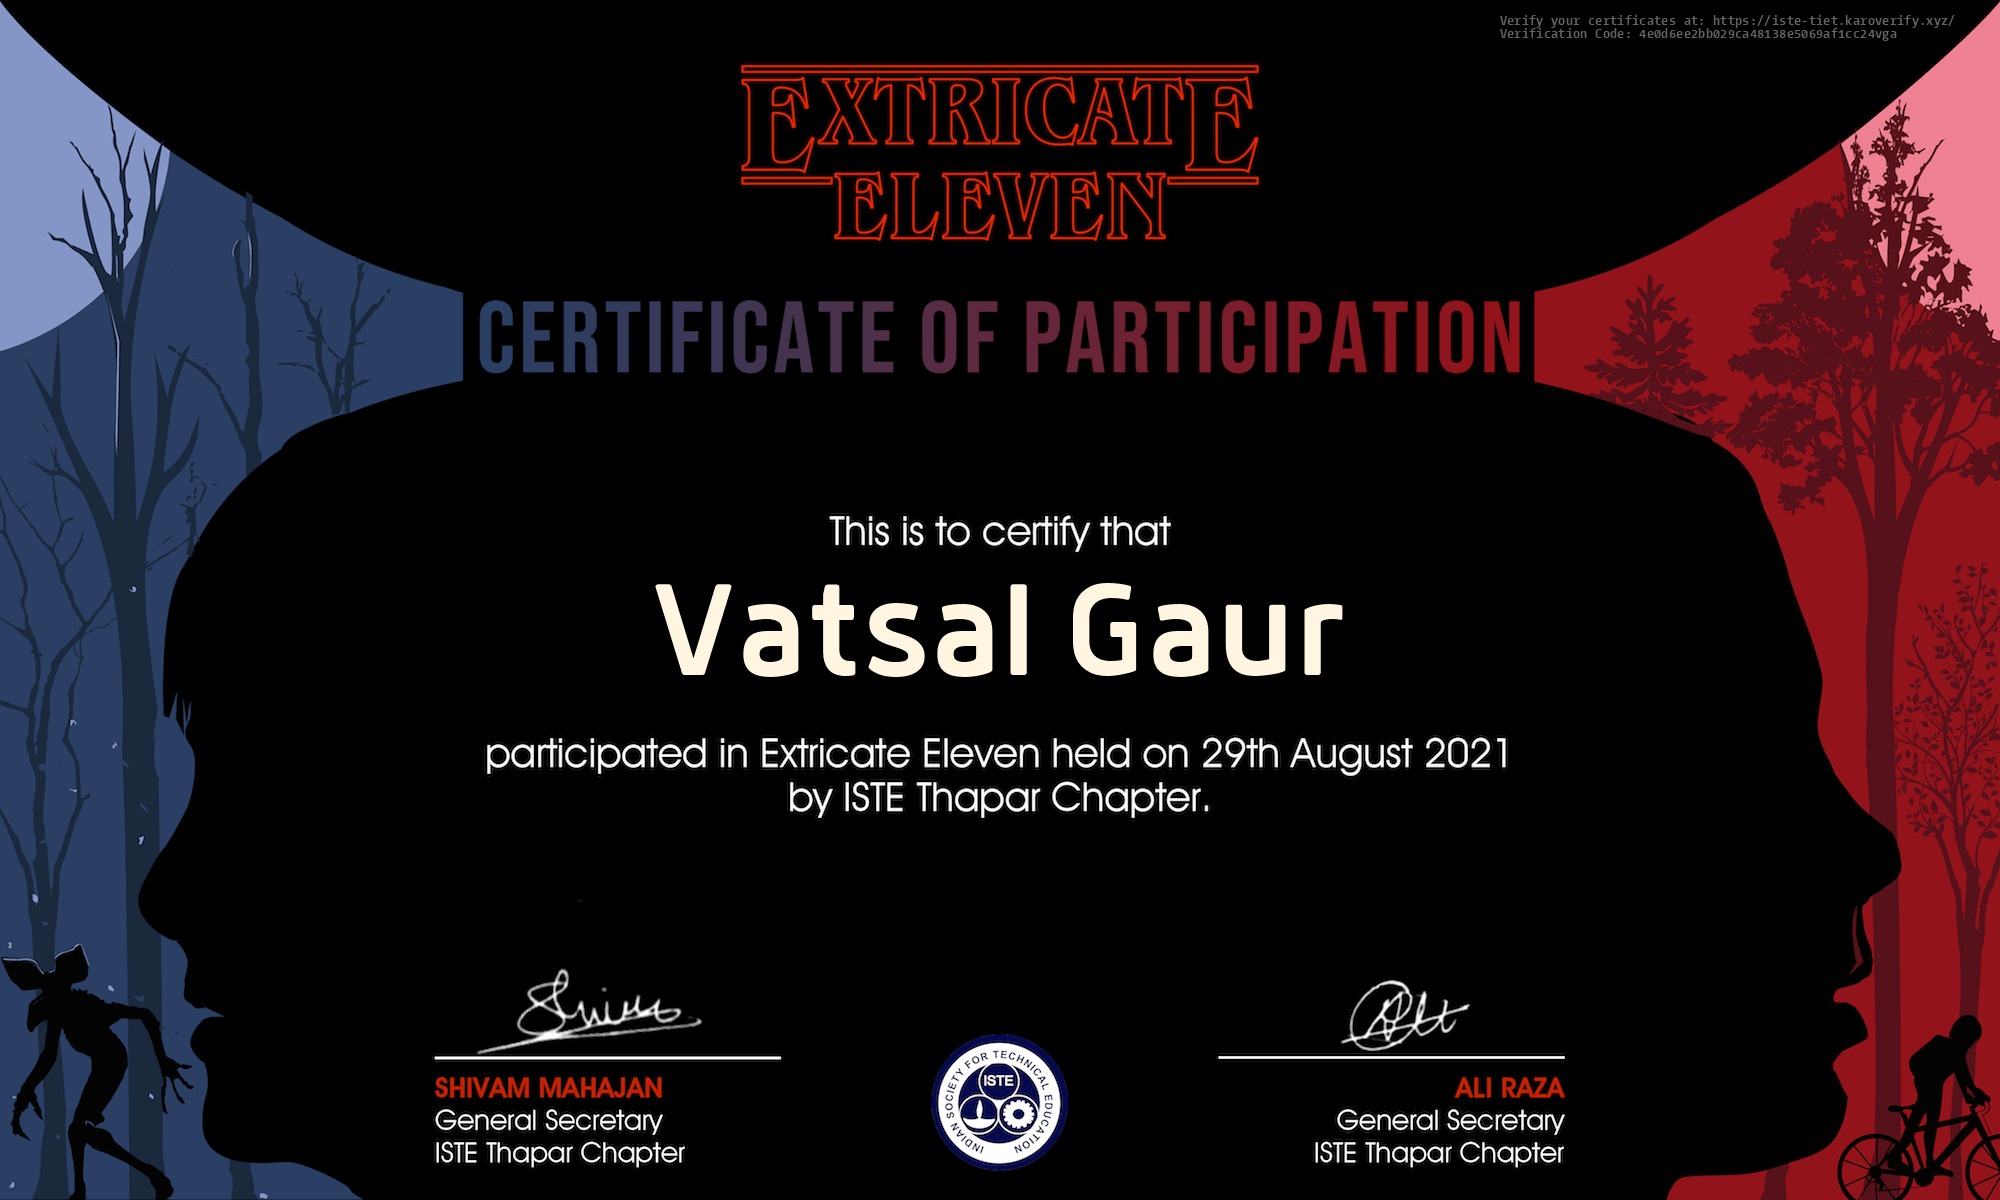 Verify your certificates at: https://iste-tiet.karoverify.xyz/
Verification Code: 4e0d6ee2bb029ca48138e5069af1cc24vga
EXTRICATE
ELEVEN
CERTIFICATE OF PARTICIPATION
This is to certify that
Vatsal Gaur
participated in Extricate Eleven held on 29th August 2021
by ISTE Thapar Chapter.
SHIVAM MAHAJAN
General Secretary
ISTE Thapar Chapter
INDIAN SOCIETY FOR TECHNICAL EDUCATION
ISTE
ALI RAZA
General Secretary
ISTE Thapar Chapter